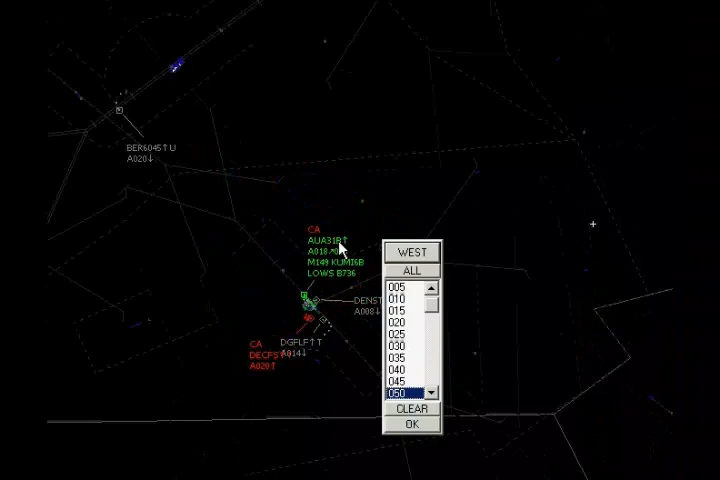 BER6045↑U
A020↓
CA
AUA31R↑
M149 KUMI6B
LOWS B736
DENST
A008↓
DGFLF↑T
A014↓
CA
DECFS
A020↑
WEST
ALL
005
010
015
020
025
030
035
040
045
050
CLEAR
OK